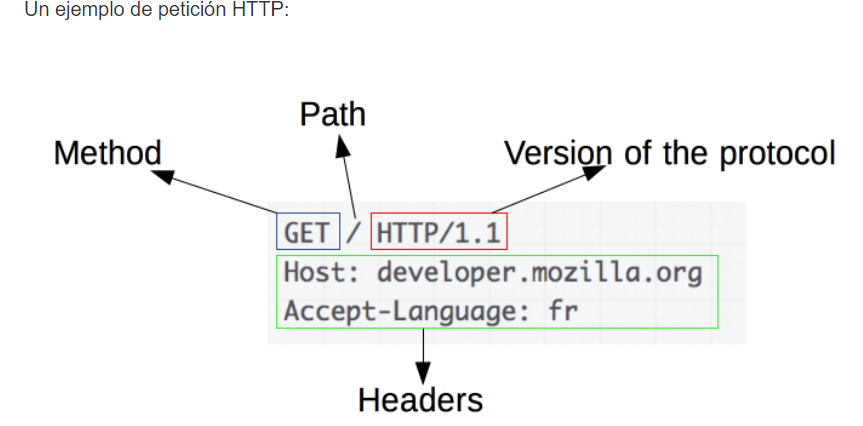 Un ejemplo de petición HTTP:
Path
Method
Version of the protocol
GET / HTTP/1.1
Host: developer.mozilla.org
Accept-Language: fr
Headers